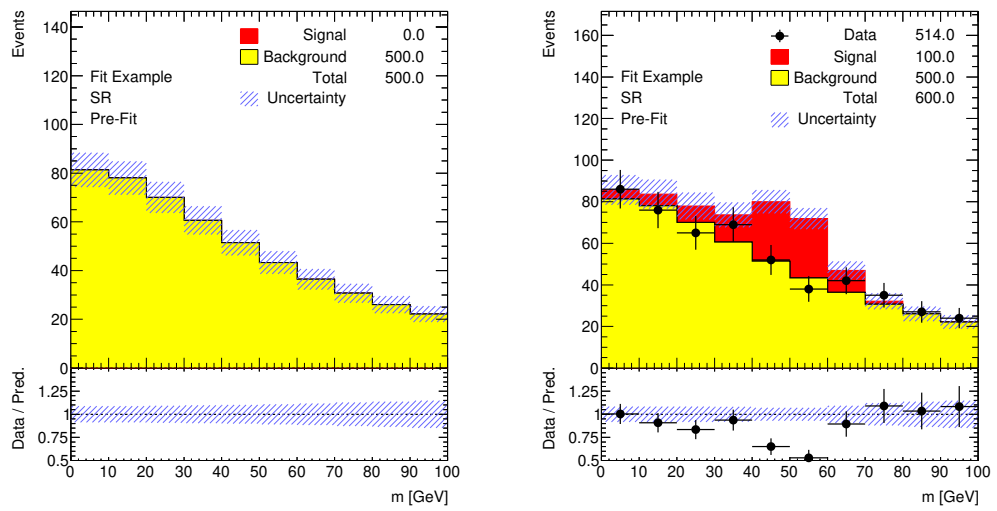 Events
140
120
100
80
60
40
20
0
Signal 0.0
Background 500.0
Total 500.0
Uncertainty
Fit Example
SR
Pre-Fit
Data / Pred.
1.25
1
0.75
0.5
0 10 20 30 40 50 60 70 80 90 100
m [GeV]
Events
160
140
120
100
80
60
40
20
0
Data 514.0
Signal 100.0
Background 500.0
Total 600.0
Uncertainty
Fit Example
SR
Pre-Fit
Data / Pred.
1.25
1
0.75
0.5
0 10 20 30 40 50 60 70 80 90 100
m [GeV]